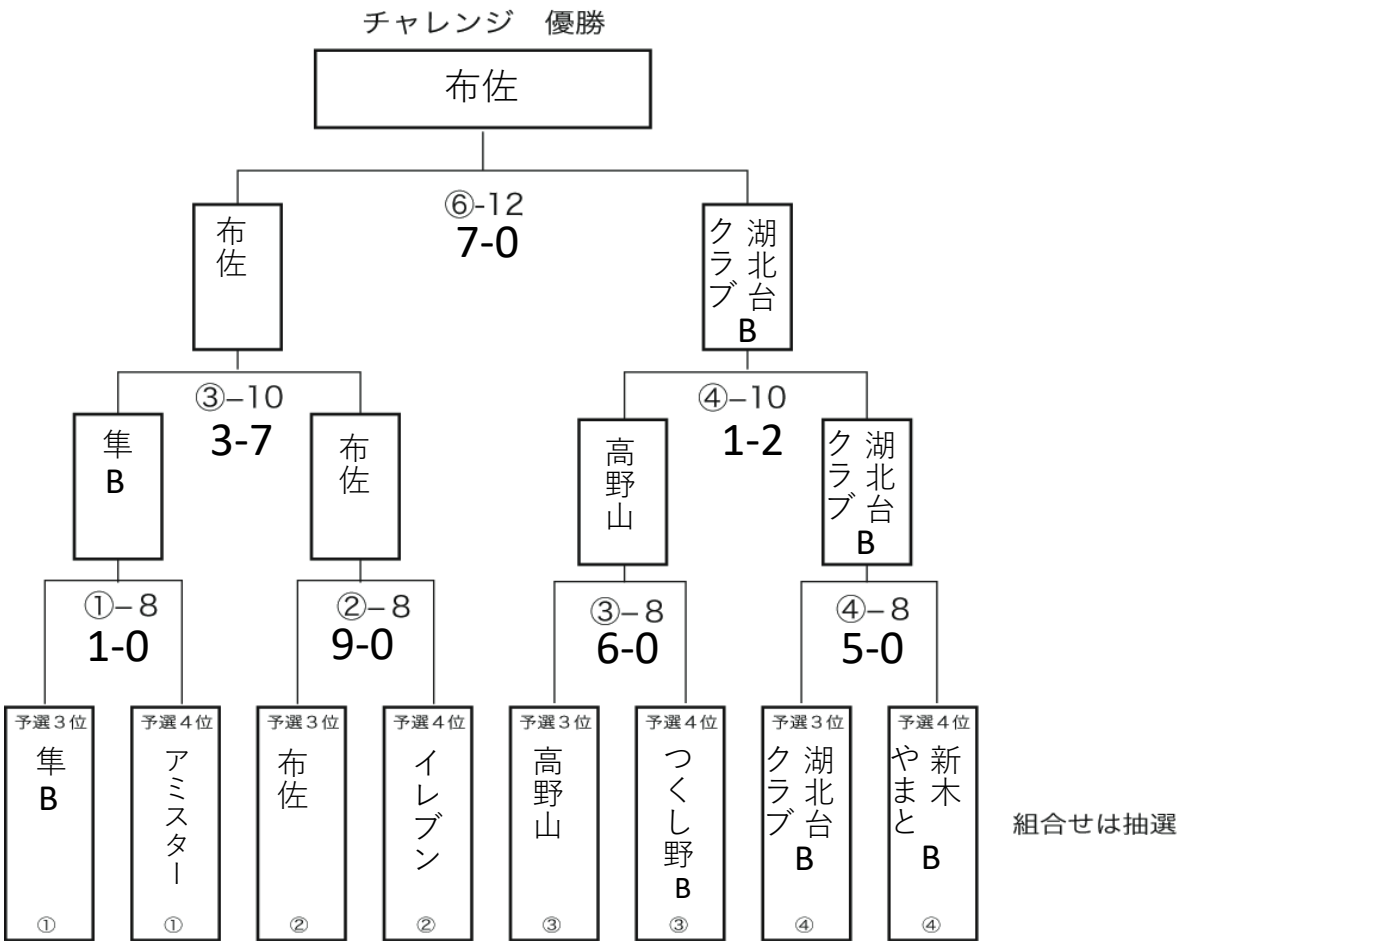 チャレンジ　優勝
布佐
⑥-12
7-0
布佐
湖北台
クラブ
B
③–10
3-7
④–10
1-2
隼
B
布佐
高野山
湖北台
クラブ
B
①–８
1-0
②–８
9-0
③–８
6-0
④–８
5-0
予選３位
隼
B
①
予選４位
アミスター
①
予選３位
布佐
②
予選４位
イレブン
②
予選３位
高野山
③
予選４位
つくし野
B
③
予選３位
湖北台
クラブ
B
④
予選４位
新木
やまと
B
④
組合せは抽選